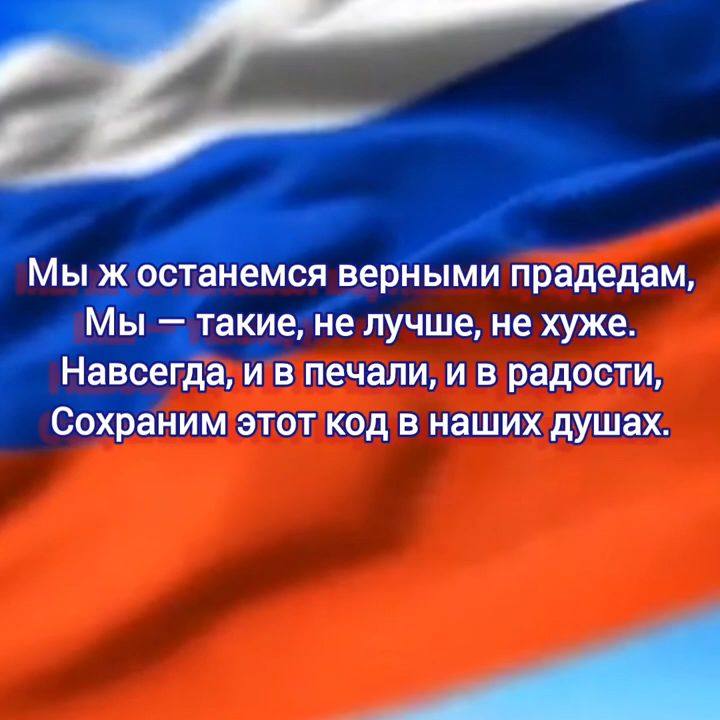 Мы ж останемся верными прадедам,
Мы — такие, не лучше, не хуже.
Навсегда, и в печали, и в радости,
Сохраним этот код в наших душах.